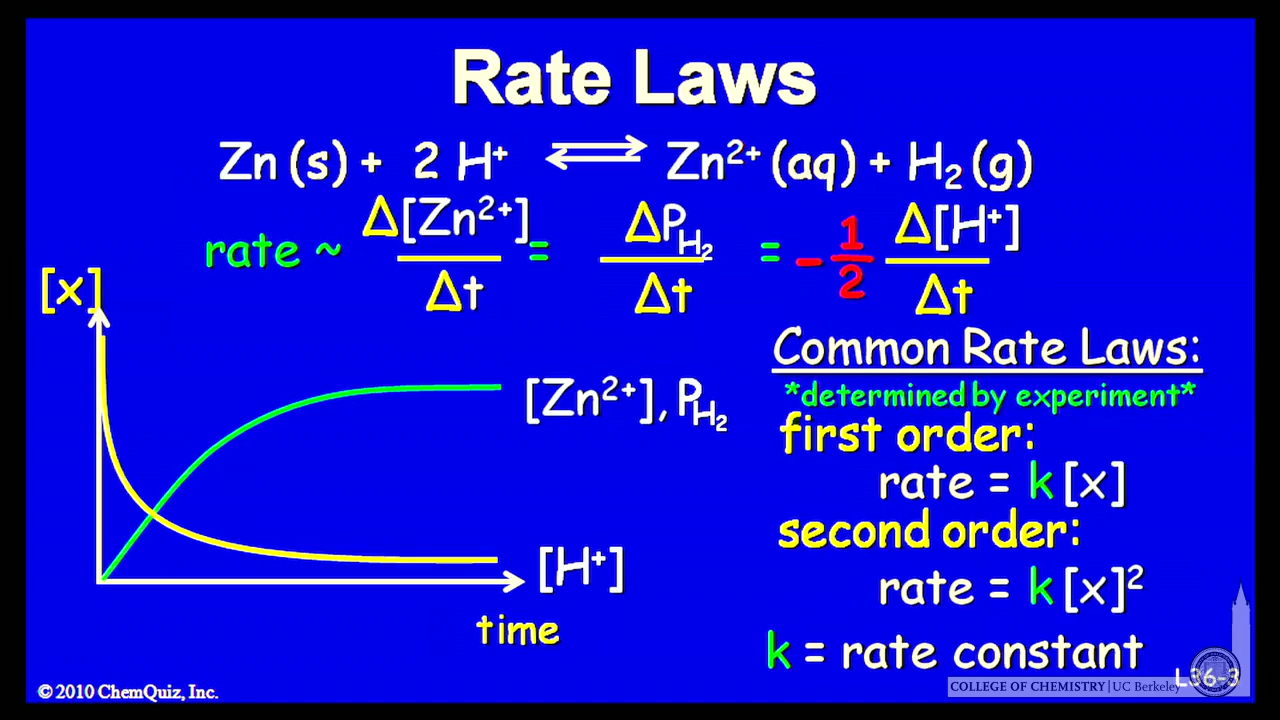 Rate Laws
Zn (s) + 2 H⁺ ⇌ Zn²⁺ (aq) + H₂ (g)
rate ~ Δ[Zn²⁺]/Δt = ΔP_H₂/Δt = - 1/2 Δ[H⁺]/Δt
[x]
[Zn²⁺], P_H₂
[H⁺]
time
Common Rate Laws:
*determined by experiment*
first order:
rate = k [x]
second order:
rate = k [x]²
k = rate constant
L36-3
© 2010 ChemQuiz, Inc.
COLLEGE OF CHEMISTRY | UC Berkeley